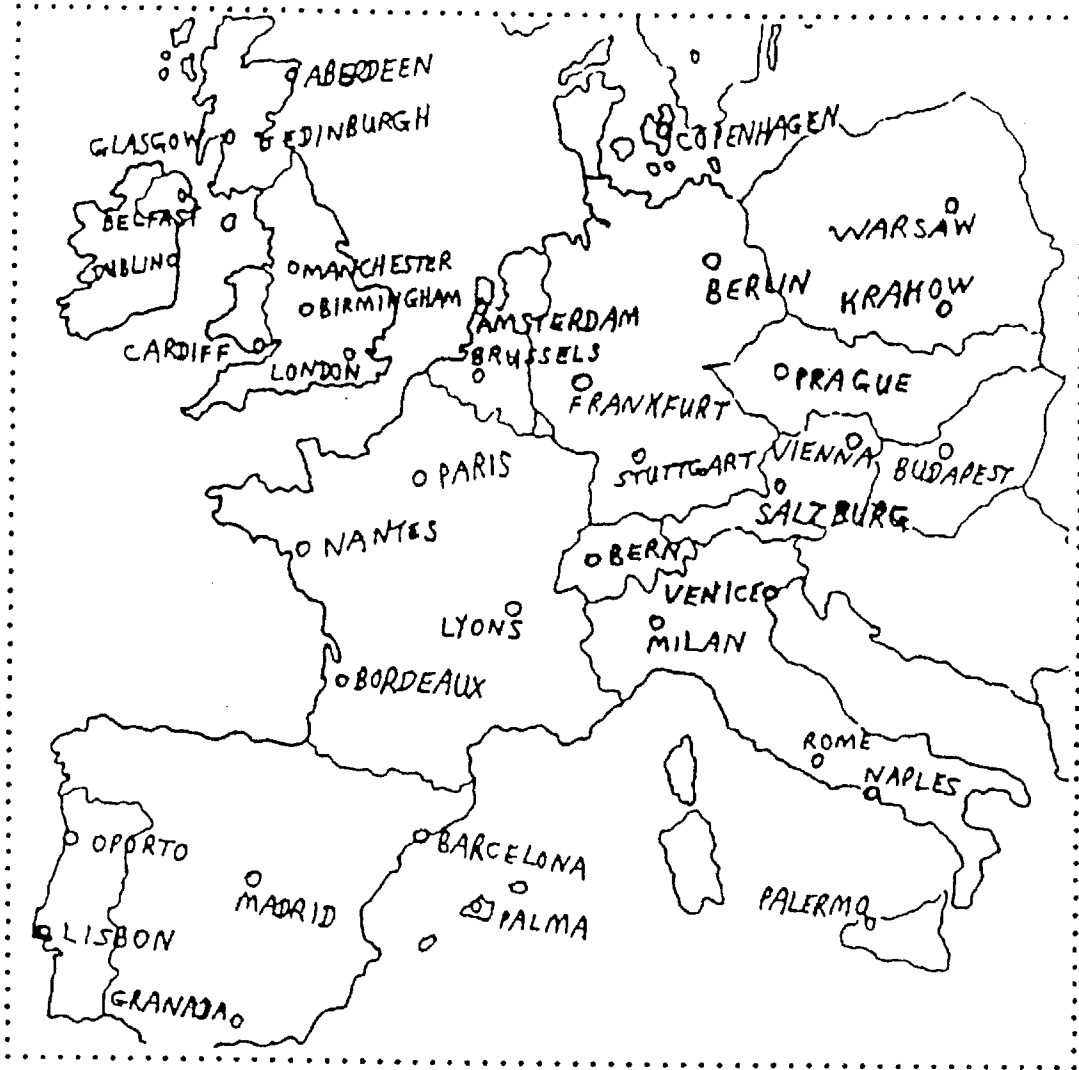 ABERDEEN
GLASGOW
EDINBURGH
COPENHAGEN
BELFAST
WARSAW
DUBLIN
MANCHESTER
BERLIN
KRAKOW
BIRMINGHAM
AMSTERDAM
CARDIFF
LONDON
BRUSSELS
PRAGUE
FRANKFURT
PARIS
STUTTGART
VIENNA
BUDAPEST
SALZBURG
NANTES
BERN
VENICE
LYONS
MILAN
BORDEAUX
ROME
NAPLES
OPORTO
BARCELONA
MADRID
PALMA
PALERMO
LISBON
GRANADA